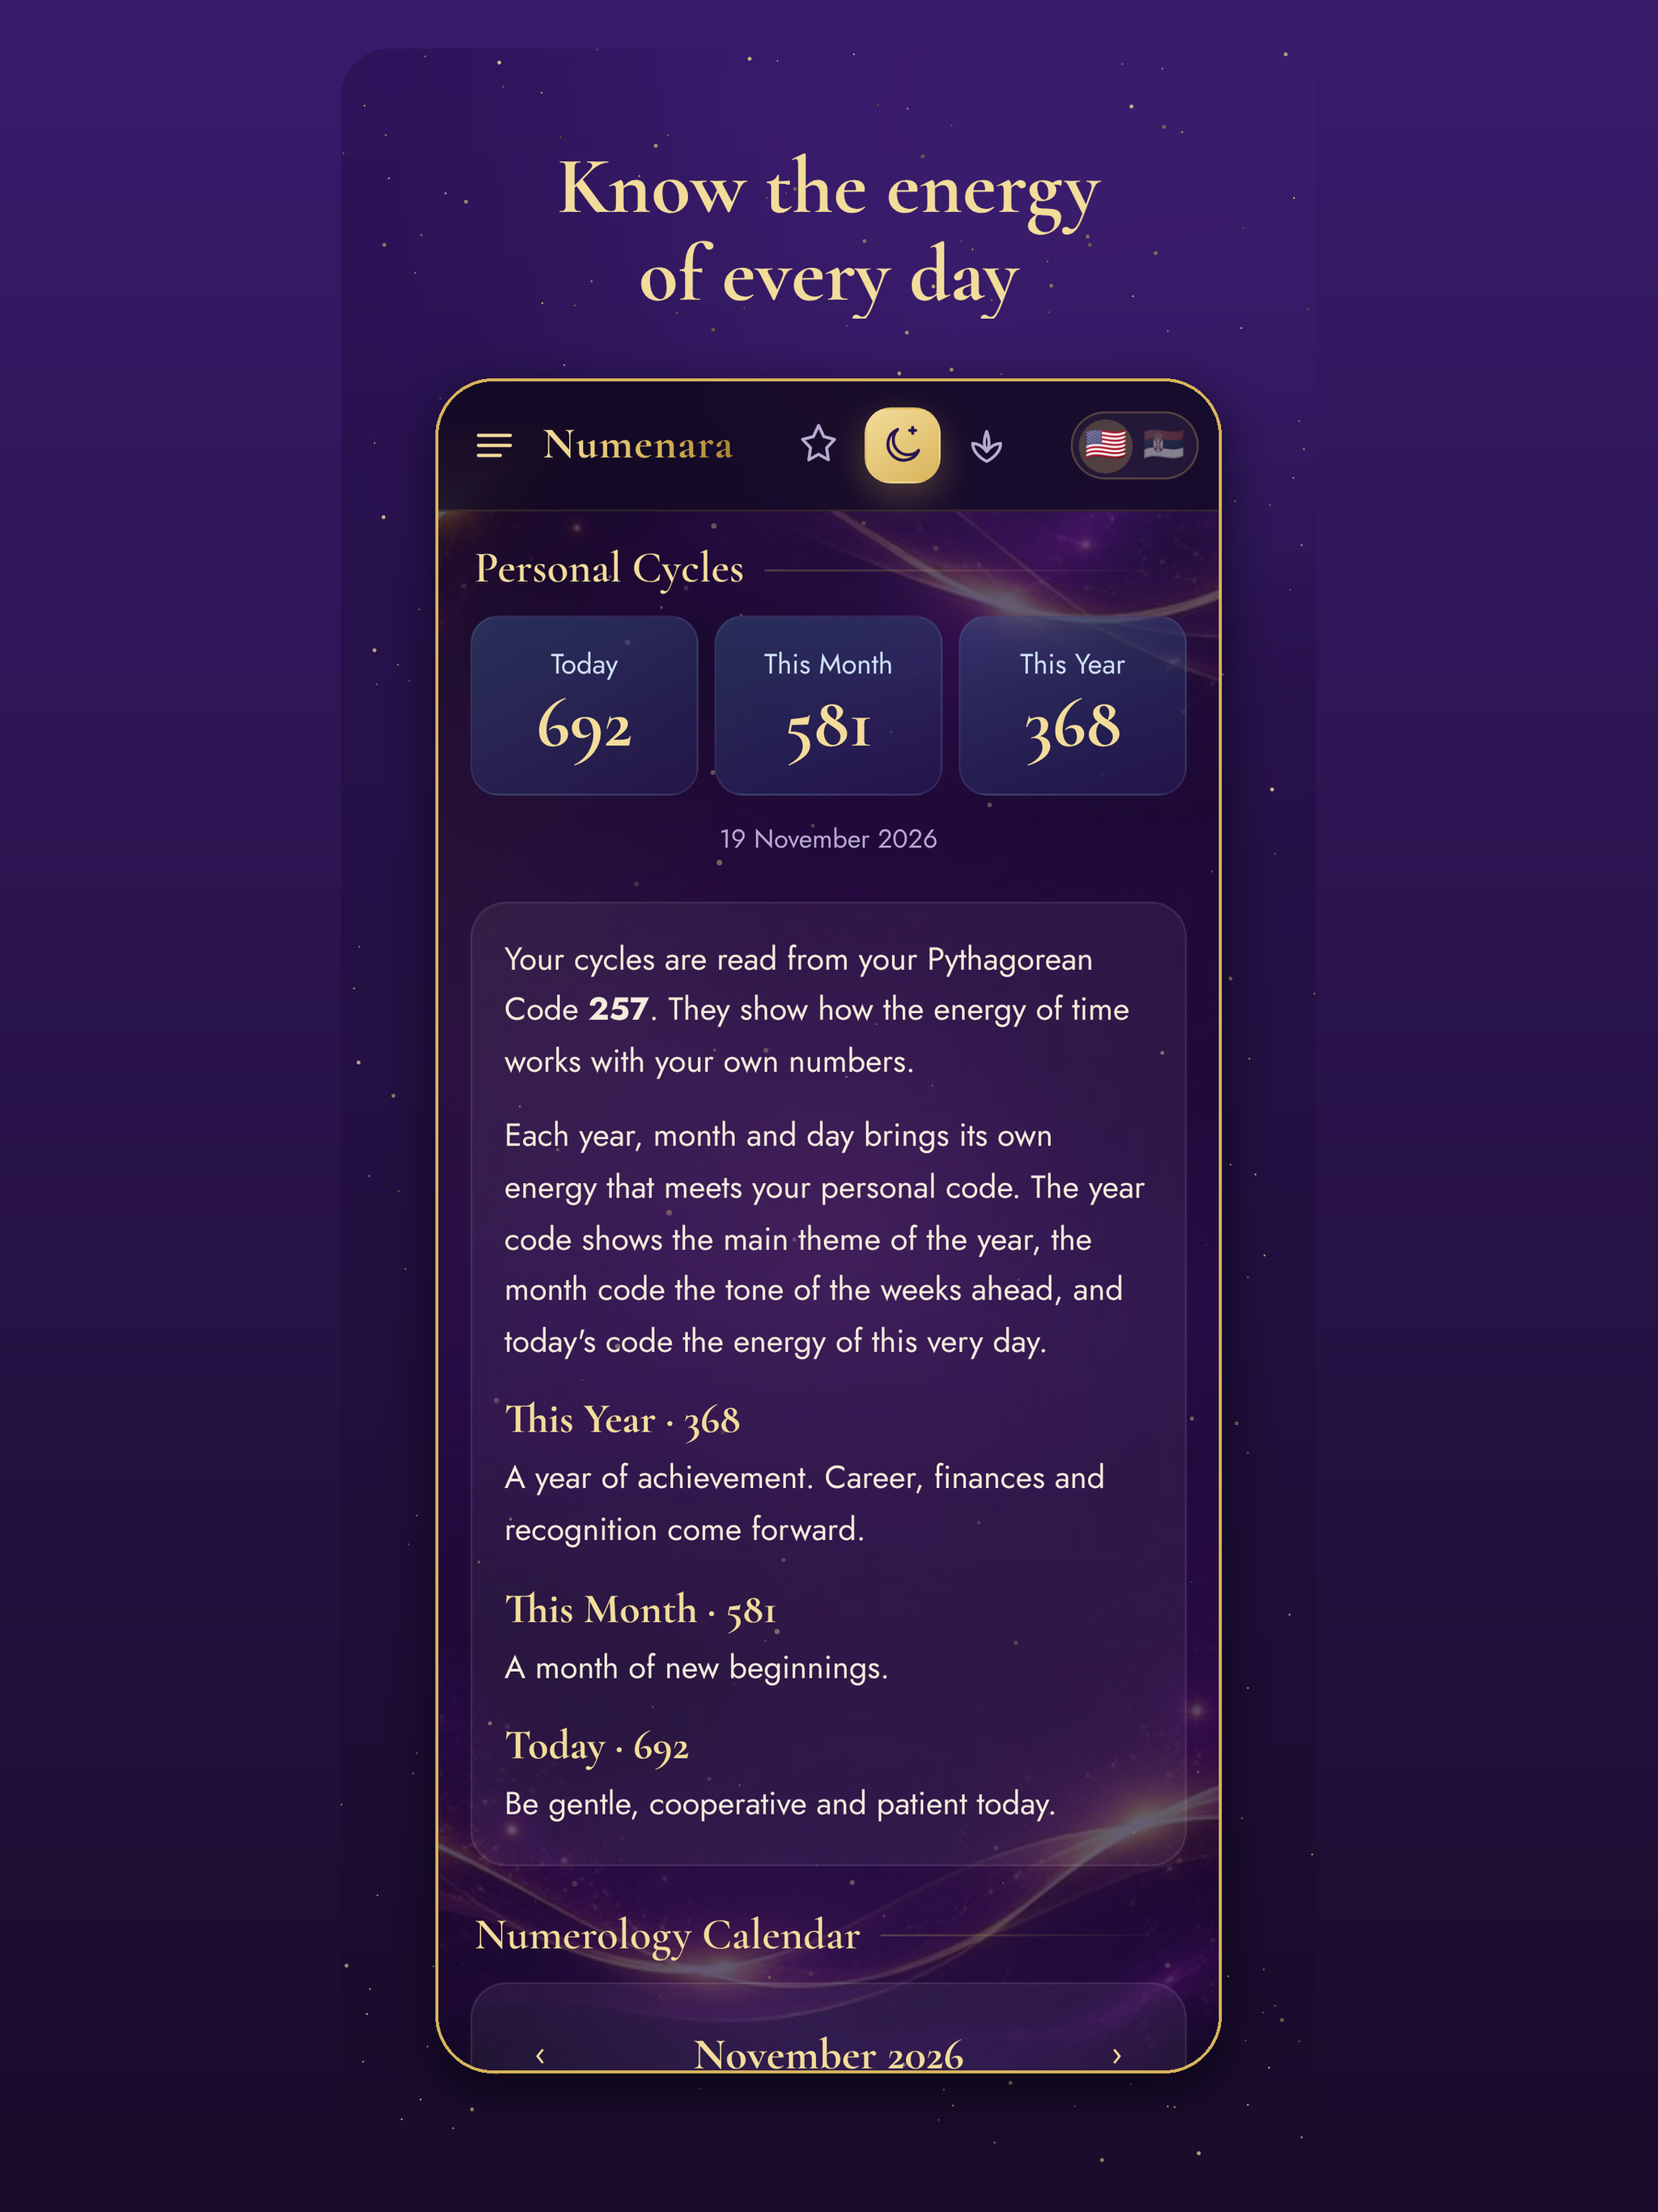 Know the energy
of every day
Numenara
Personal Cycles
Today
692
This Month
581
This Year
368
19 November 2026
Your cycles are read from your Pythagorean
Code 257. They show how the energy of time
works with your own numbers.
Each year, month and day brings its own
energy that meets your personal code. The year
code shows the main theme of the year, the
month code the tone of the weeks ahead, and
today's code the energy of this very day.
This Year · 368
A year of achievement. Career, finances and
recognition come forward.
This Month · 581
A month of new beginnings.
Today · 692
Be gentle, cooperative and patient today.
Numerology Calendar
‹ November 2026 ›